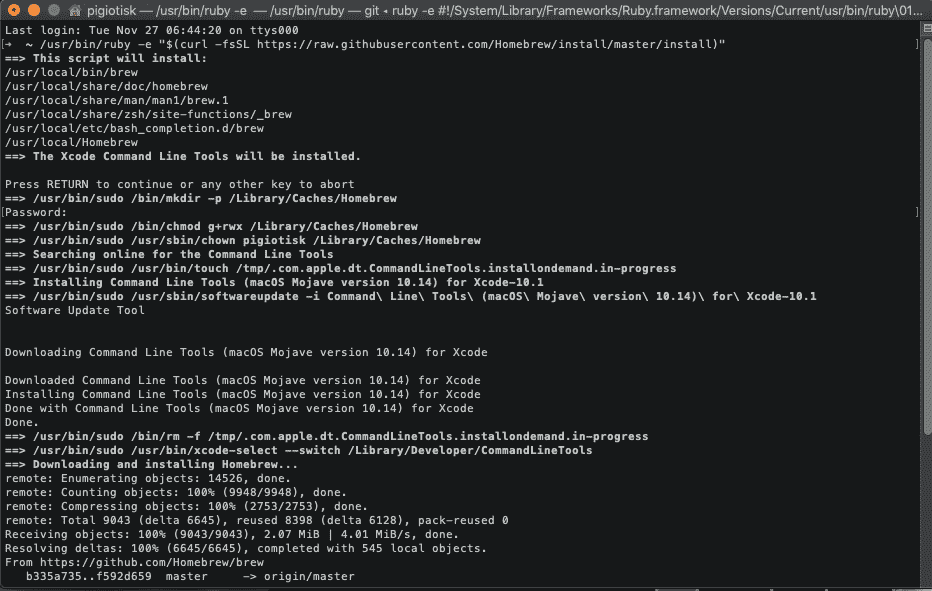 pigiotisk — /usr/bin/ruby -e  — /usr/bin/ruby — git ◂ ruby -e #!/System/Library/Frameworks/Ruby.framework/Versions/Current/usr/bin/ruby\01...
Last login: Tue Nov 27 06:44:20 on ttys000
[→  ~ /usr/bin/ruby -e "$(curl -fsSL https://raw.githubusercontent.com/Homebrew/install/master/install)" ]
==> This script will install:
/usr/local/bin/brew
/usr/local/share/doc/homebrew
/usr/local/share/man/man1/brew.1
/usr/local/share/zsh/site-functions/_brew
/usr/local/etc/bash_completion.d/brew
/usr/local/Homebrew
==> The Xcode Command Line Tools will be installed.
Press RETURN to continue or any other key to abort
==> /usr/bin/sudo /bin/mkdir -p /Library/Caches/Homebrew
[Password: ]
==> /usr/bin/sudo /bin/chmod g+rwx /Library/Caches/Homebrew
==> /usr/bin/sudo /usr/sbin/chown pigiotisk /Library/Caches/Homebrew
==> Searching online for the Command Line Tools
==> /usr/bin/sudo /usr/bin/touch /tmp/.com.apple.dt.CommandLineTools.installondemand.in-progress
==> Installing Command Line Tools (macOS Mojave version 10.14) for Xcode-10.1
==> /usr/bin/sudo /usr/sbin/softwareupdate -i Command\ Line\ Tools\ (macOS\ Mojave\ version\ 10.14)\ for\ Xcode-10.1
Software Update Tool
Downloading Command Line Tools (macOS Mojave version 10.14) for Xcode
Downloaded Command Line Tools (macOS Mojave version 10.14) for Xcode
Installing Command Line Tools (macOS Mojave version 10.14) for Xcode
Done with Command Line Tools (macOS Mojave version 10.14) for Xcode
Done.
==> /usr/bin/sudo /bin/rm -f /tmp/.com.apple.dt.CommandLineTools.installondemand.in-progress
==> /usr/bin/sudo /usr/bin/xcode-select --switch /Library/Developer/CommandLineTools
==> Downloading and installing Homebrew...
remote: Enumerating objects: 14526, done.
remote: Counting objects: 100% (9948/9948), done.
remote: Compressing objects: 100% (2753/2753), done.
remote: Total 9043 (delta 6645), reused 8398 (delta 6128), pack-reused 0
Receiving objects: 100% (9043/9043), 2.07 MiB | 4.01 MiB/s, done.
Resolving deltas: 100% (6645/6645), completed with 545 local objects.
From https://github.com/Homebrew/brew
   b335a735..f592d659  master     -> origin/master